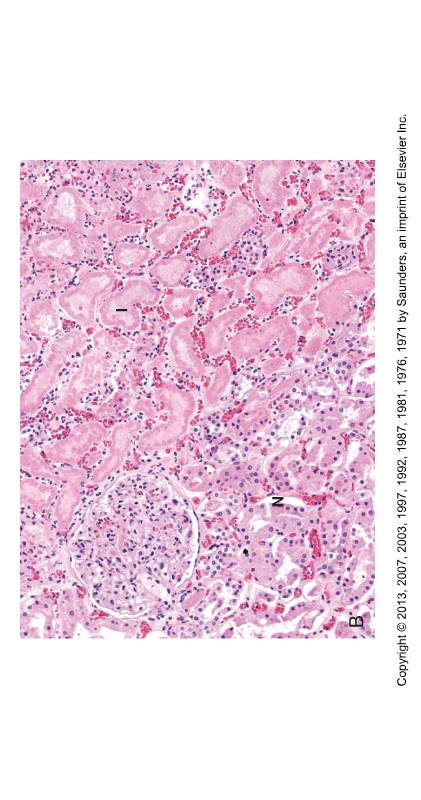 I
N
B
Copyright © 2013, 2007, 2003, 1997, 1992, 1987, 1981, 1976, 1971 by Saunders, an imprint of Elsevier Inc.